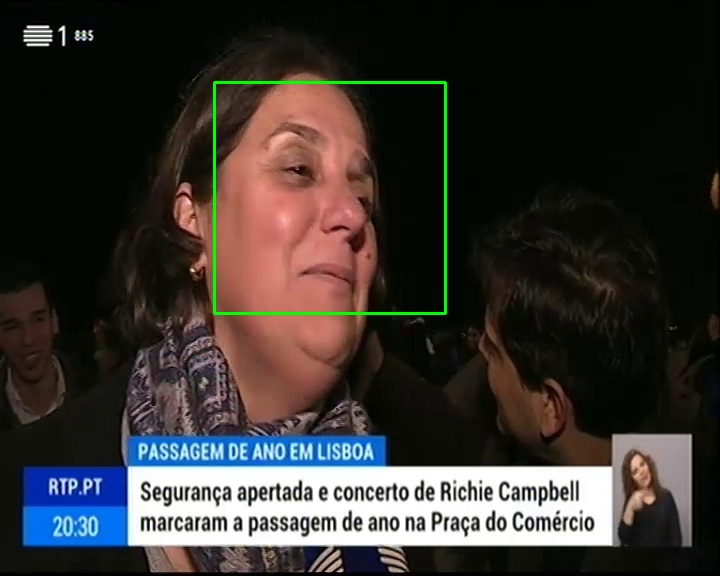 1 885
PASSAGEM DE ANO EM LISBOA
RTP.PT
20:30
Segurança apertada e concerto de Richie Campbell
marcaram a passagem de ano na Praça do Comércio